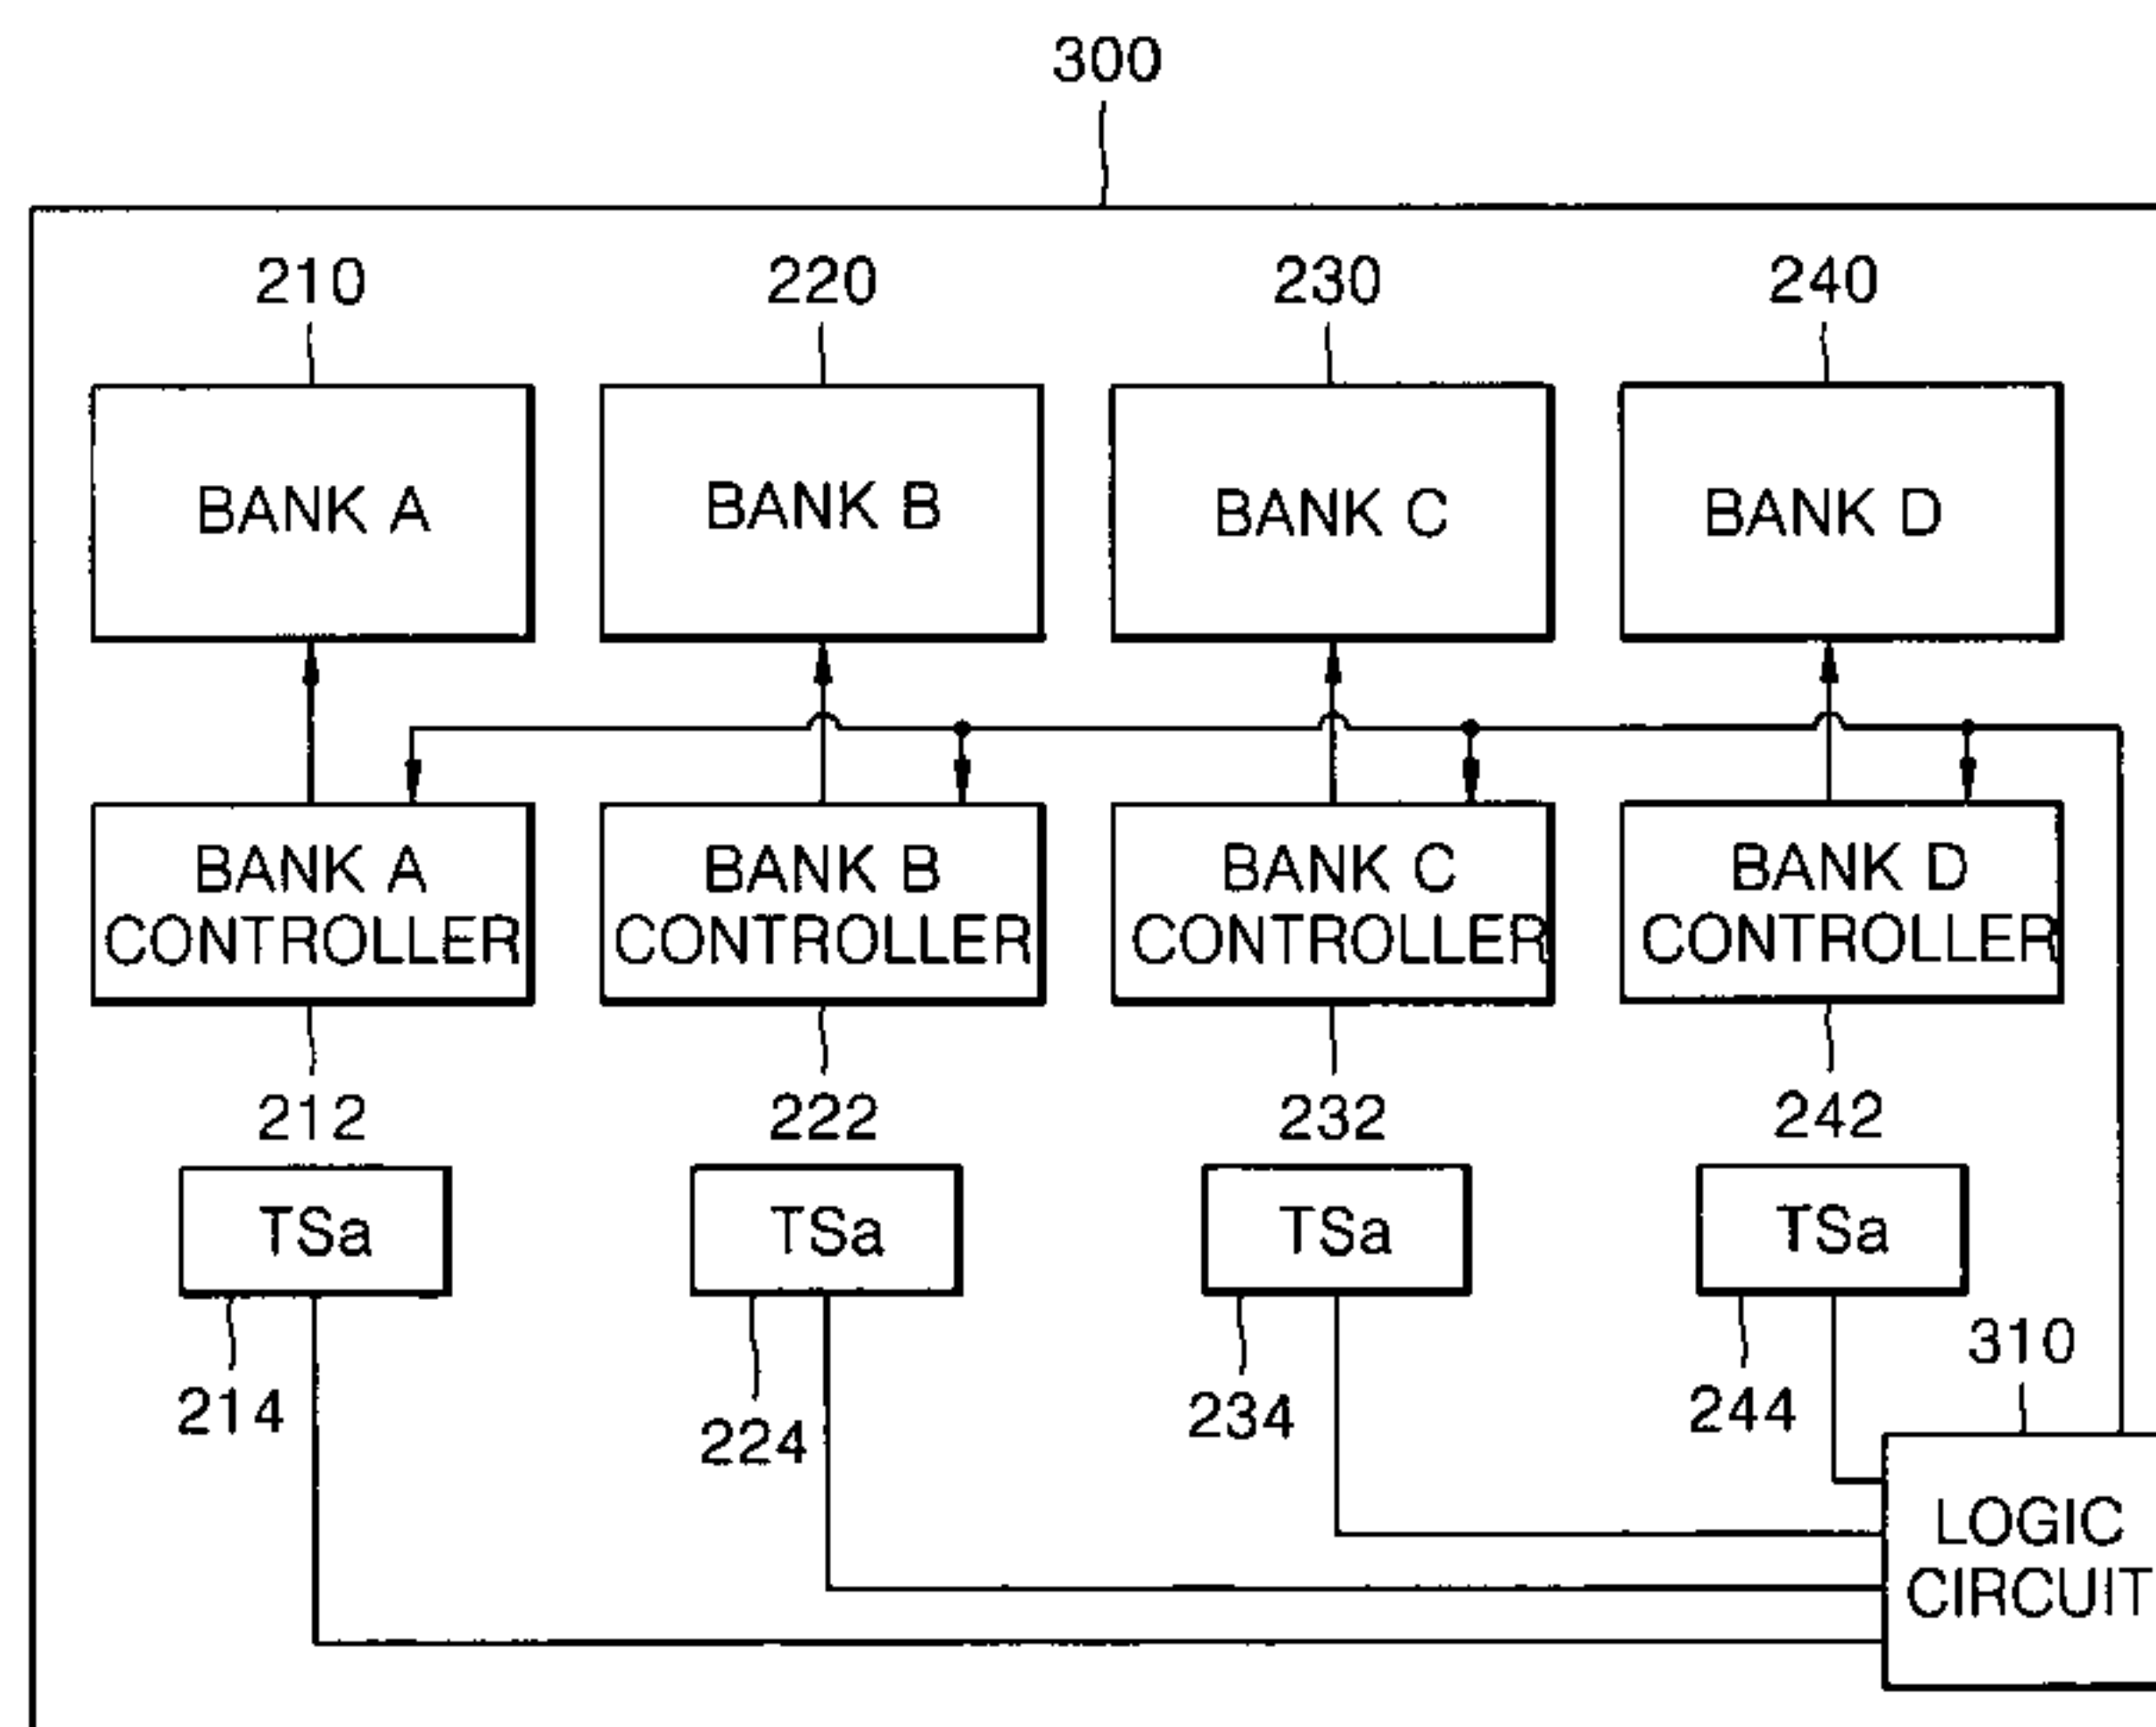 300
210 220 230 240
BANK A BANK B BANK C BANK D
BANK A BANK B BANK C BANK D
CONTROLLER CONTROLLER CONTROLLER CONTROLLER
212 222 232 242
TSa TSa TSa TSa
310
214 224 234 244
LOGIC
CIRCUIT